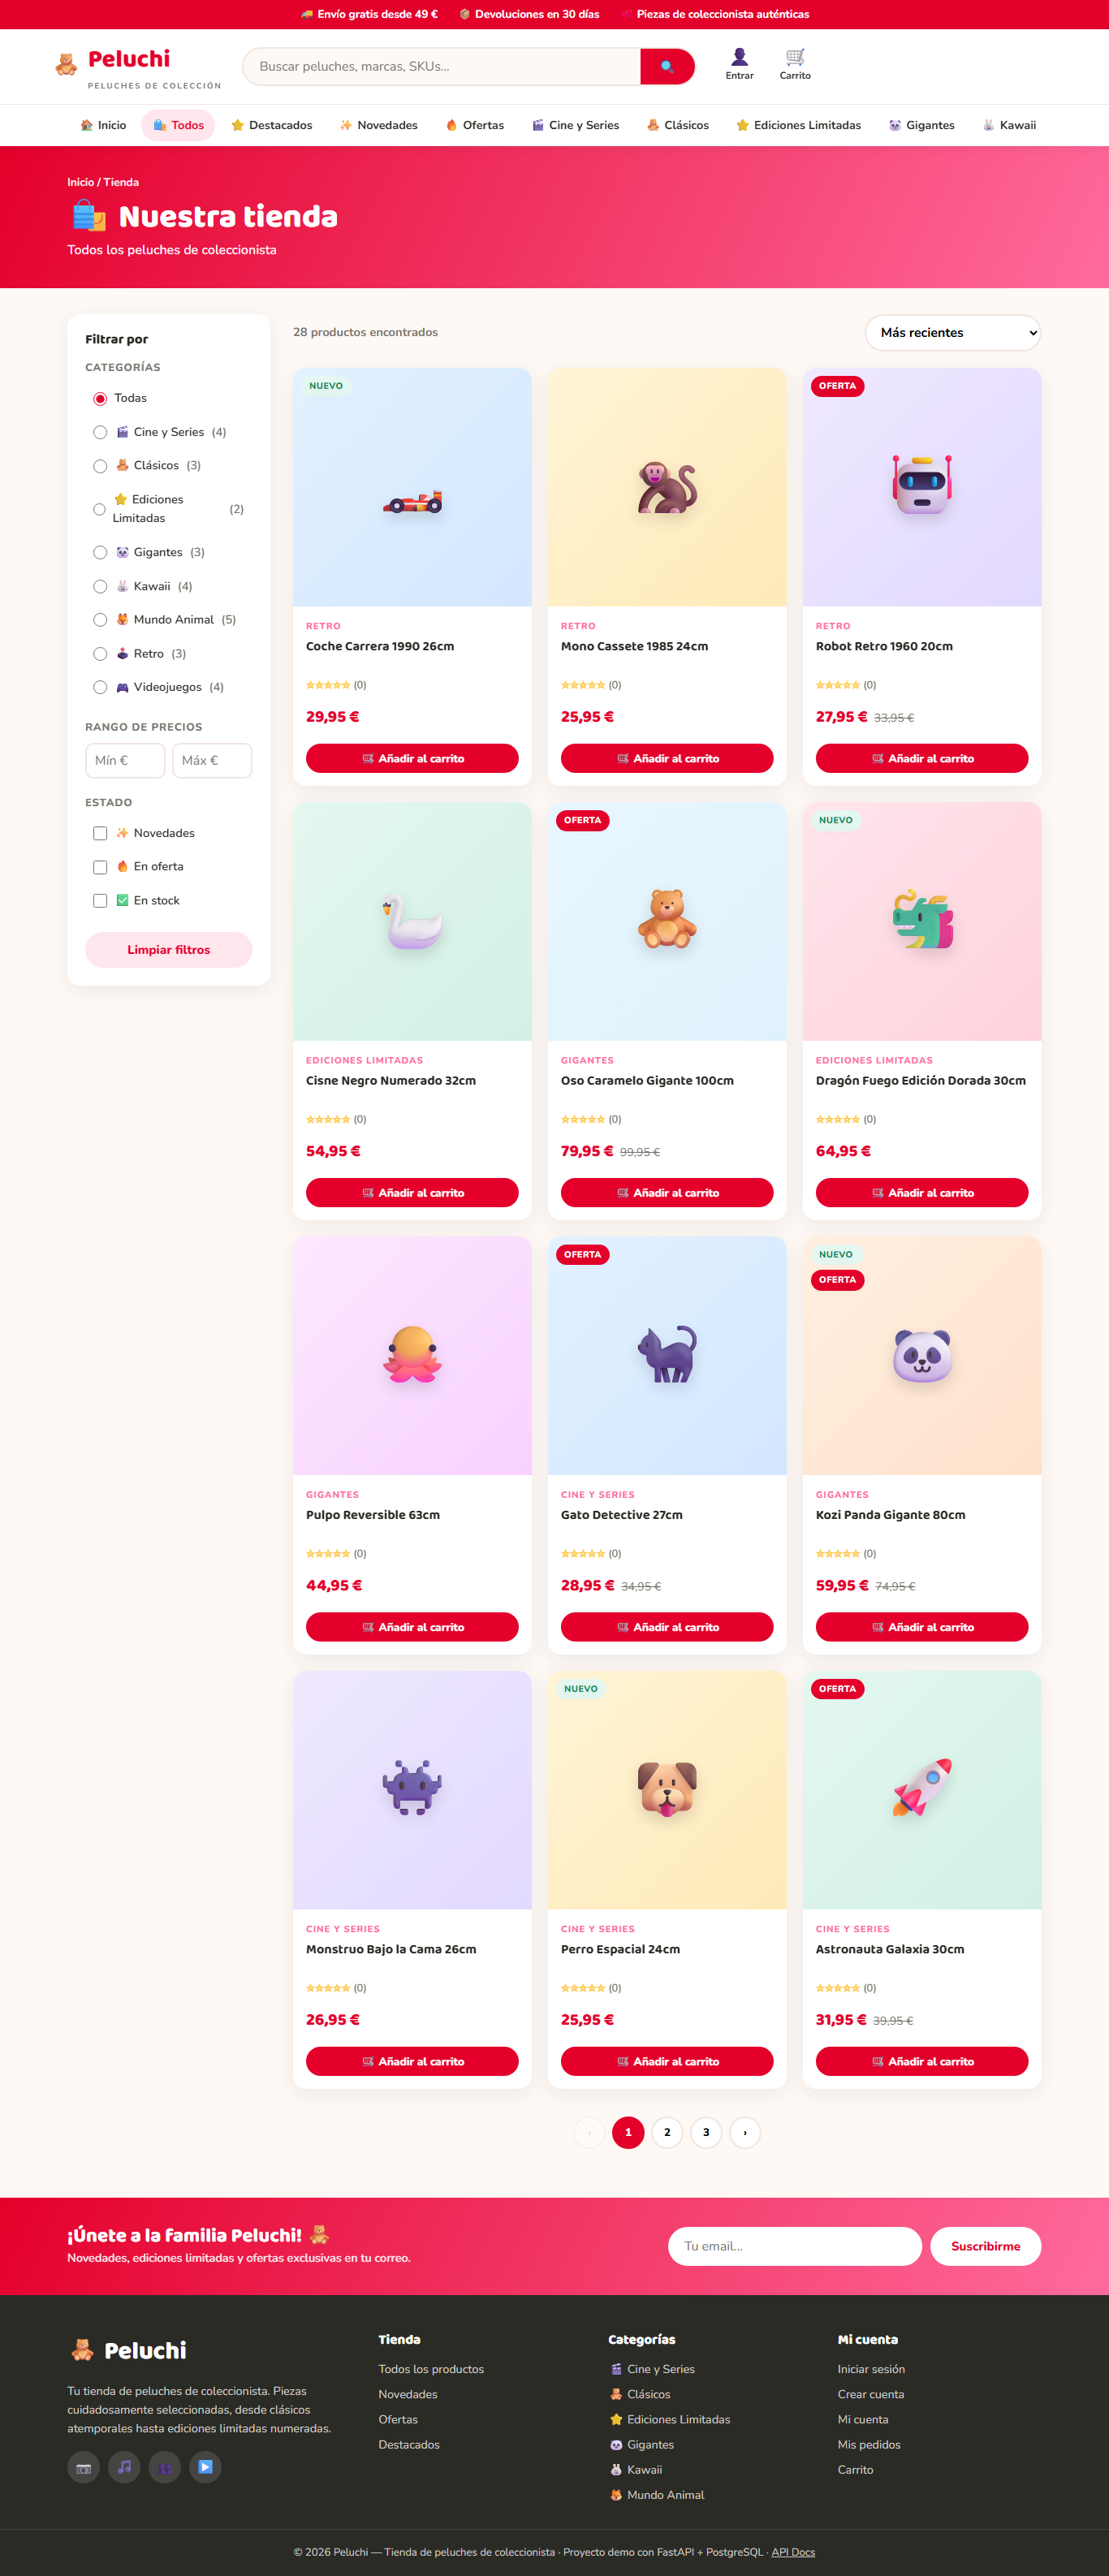 Envío gratis desde 49 € Devoluciones en 30 días Piezas de coleccionista auténticas
Peluchi
PELUCHES DE COLECCIÓN
Buscar peluches, marcas, SKUs...
Entrar Carrito
Inicio Todos Destacados Novedades Ofertas Cine y Series Clásicos Ediciones Limitadas Gigantes Kawaii
Inicio / Tienda
Nuestra tienda
Todos los peluches de coleccionista
Filtrar por
CATEGORÍAS
Todas
Cine y Series (4)
Clásicos (3)
Ediciones Limitadas (2)
Gigantes (3)
Kawaii (4)
Mundo Animal (5)
Retro (3)
Videojuegos (4)
RANGO DE PRECIOS
Mín € Máx €
ESTADO
Novedades
En oferta
En stock
Limpiar filtros
28 productos encontrados
Más recientes
NUEVO
RETRO
Coche Carrera 1990 26cm
(0)
29,95 €
Añadir al carrito
RETRO
Mono Cassete 1985 24cm
(0)
25,95 €
Añadir al carrito
OFERTA
RETRO
Robot Retro 1960 20cm
(0)
27,95 € 33,95 €
Añadir al carrito
EDICIONES LIMITADAS
Cisne Negro Numerado 32cm
(0)
54,95 €
Añadir al carrito
OFERTA
GIGANTES
Oso Caramelo Gigante 100cm
(0)
79,95 € 99,95 €
Añadir al carrito
NUEVO
EDICIONES LIMITADAS
Dragón Fuego Edición Dorada 30cm
(0)
64,95 €
Añadir al carrito
GIGANTES
Pulpo Reversible 63cm
(0)
44,95 €
Añadir al carrito
OFERTA
CINE Y SERIES
Gato Detective 27cm
(0)
28,95 € 34,95 €
Añadir al carrito
NUEVO
OFERTA
GIGANTES
Kozi Panda Gigante 80cm
(0)
59,95 € 74,95 €
Añadir al carrito
CINE Y SERIES
Monstruo Bajo la Cama 26cm
(0)
26,95 €
Añadir al carrito
NUEVO
CINE Y SERIES
Perro Espacial 24cm
(0)
25,95 €
Añadir al carrito
OFERTA
CINE Y SERIES
Astronauta Galaxia 30cm
(0)
31,95 € 39,95 €
Añadir al carrito
‹ 1 2 3 ›
¡Únete a la familia Peluchi!
Novedades, ediciones limitadas y ofertas exclusivas en tu correo.
Tu email...
Suscribirme
Peluchi
Tu tienda de peluches de coleccionista. Piezas
cuidadosamente seleccionadas, desde clásicos
atemporales hasta ediciones limitadas numeradas.
Tienda
Todos los productos
Novedades
Ofertas
Destacados
Categorías
Cine y Series
Clásicos
Ediciones Limitadas
Gigantes
Kawaii
Mundo Animal
Mi cuenta
Iniciar sesión
Crear cuenta
Mi cuenta
Mis pedidos
Carrito
© 2026 Peluchi — Tienda de peluches de coleccionista · Proyecto demo con FastAPI + PostgreSQL · API Docs